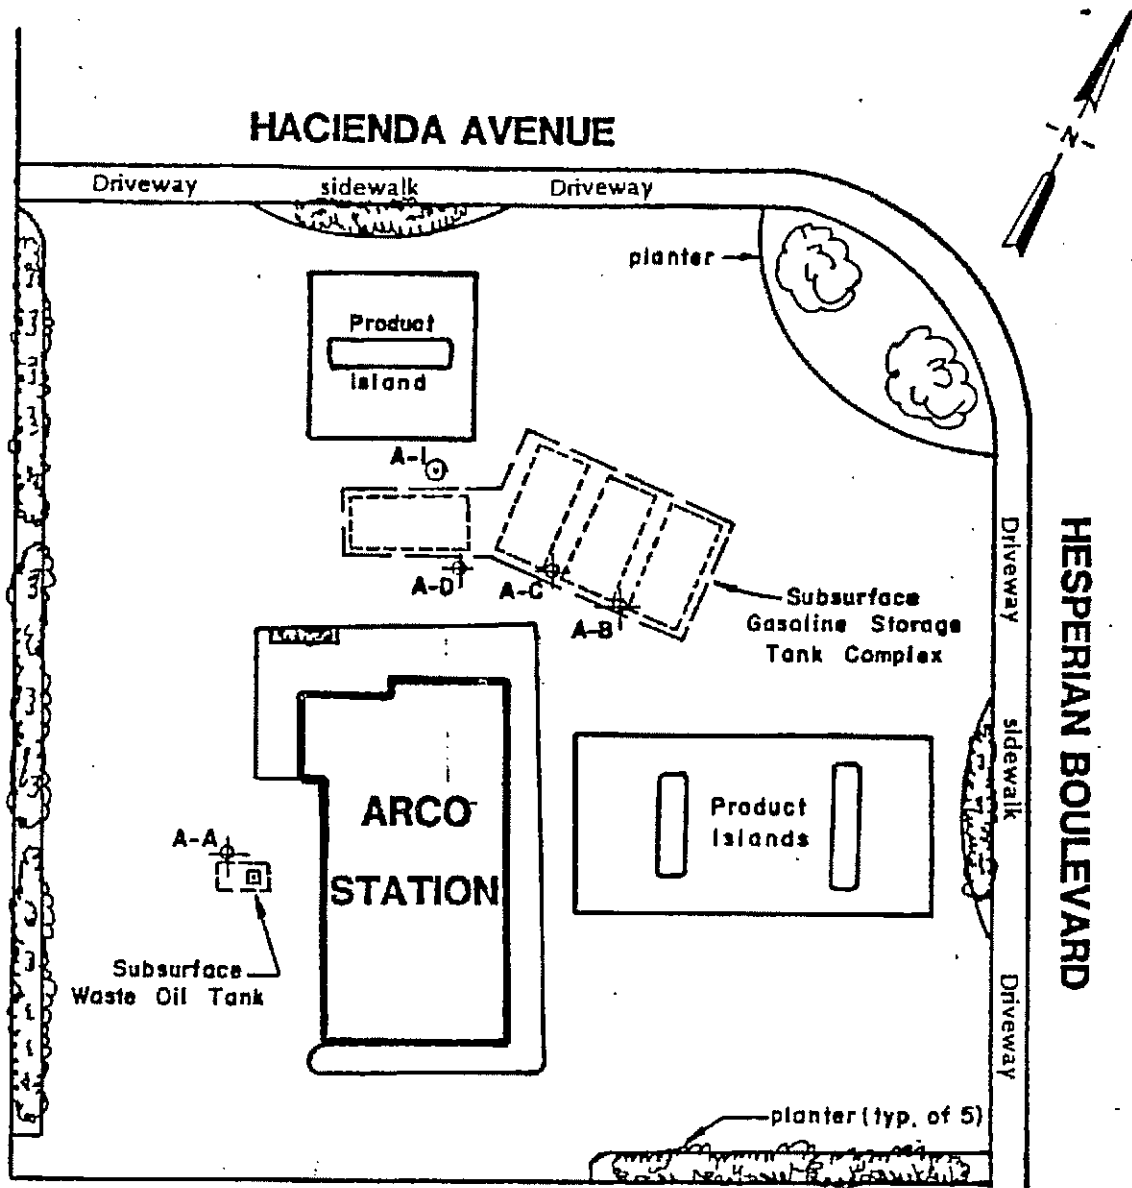 HACIENDA AVENUE
N
Driveway
sidewalk
Driveway
planter
Product
Island
A-1
A-D
A-C
A-B
Subsurface
Gasoline Storage
Tank Complex
Driveway
sidewalk
Driveway
HESPERIAN BOULEVARD
ARCO
STATION
Product
Islands
A-A
Subsurface
Waste Oil Tank
planter (typ. of 5)